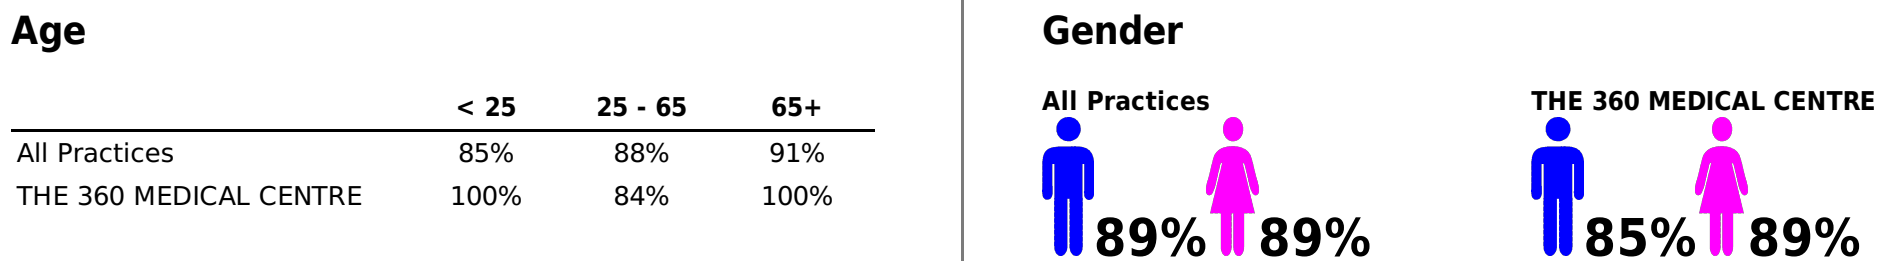 Age
< 25 25 - 65 65+
All Practices 85% 88% 91%
THE 360 MEDICAL CENTRE 100% 84% 100%
Gender
All Practices
89% 89%
THE 360 MEDICAL CENTRE
85% 89%